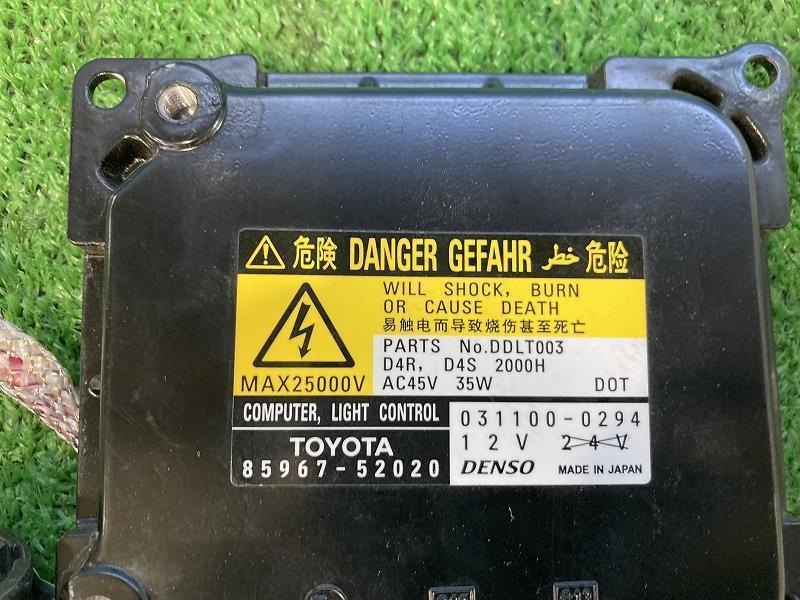 危険 DANGER GEFAHR خطر 危险
WILL SHOCK, BURN
OR CAUSE DEATH
易触电而导致烧伤甚至死亡
MAX25000V
PARTS No.DDLT003
D4R, D4S 2000H
AC45V 35W DOT
COMPUTER, LIGHT CONTROL
TOYOTA
85967-52020
031100-0294
12V 24V
DENSO MADE IN JAPAN